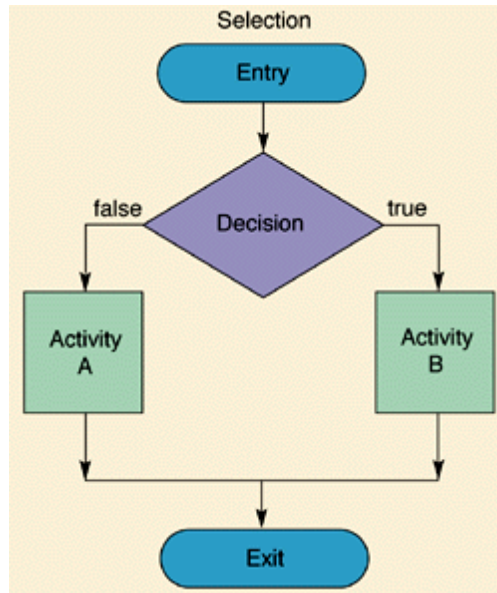 Selection
Entry
false
true
Decision
Activity
A
Activity
B
Exit